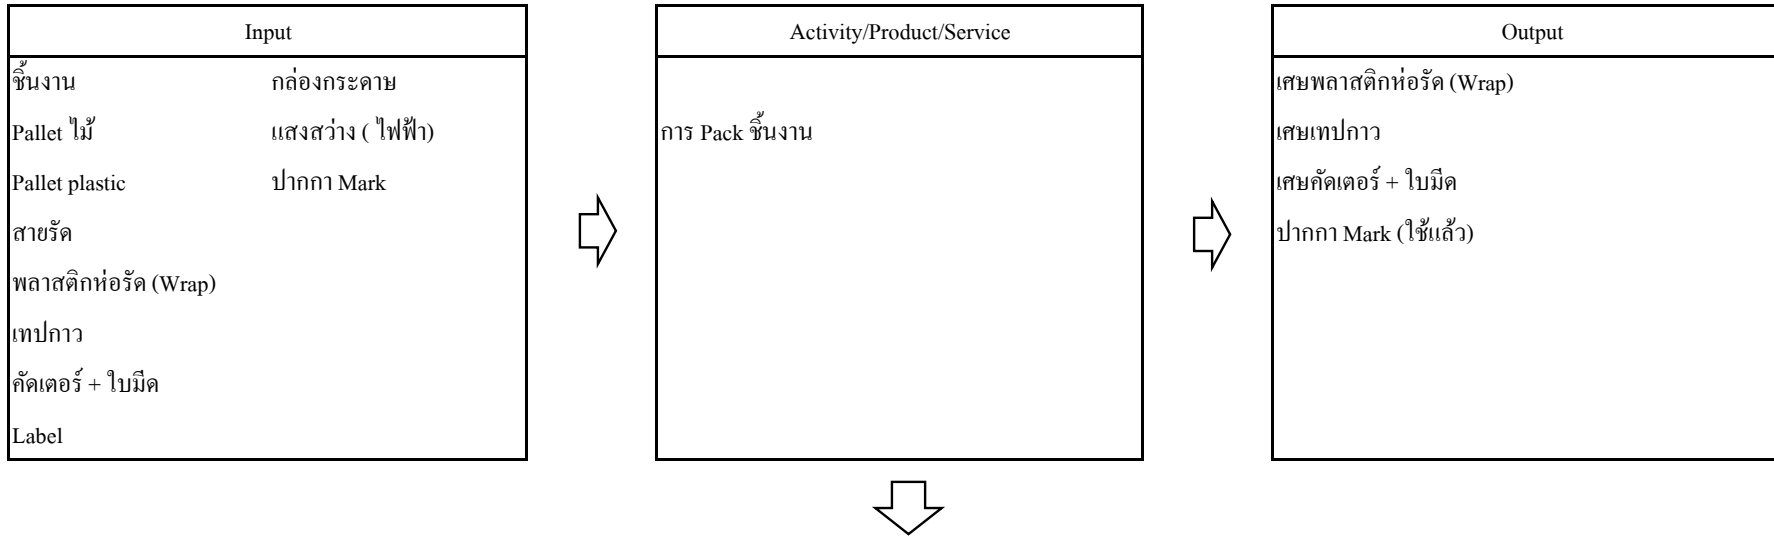 Input
ชิ้นงาน กล่องกระดาษ
Pallet ไม้ แสงสว่าง ( ไฟฟ้า)
Pallet plastic ปากกา Mark
สายรัด
พลาสติกห่อรัด (Wrap)
เทปกาว
คัดเตอร์ + ใบมีด
Label
Activity/Product/Service
การ Pack ชิ้นงาน
Output
เศษพลาสติกห่อรัด (Wrap)
เศษเทปกาว
เศษคัดเตอร์ + ใบมีด
ปากกา Mark (ใช้แล้ว)